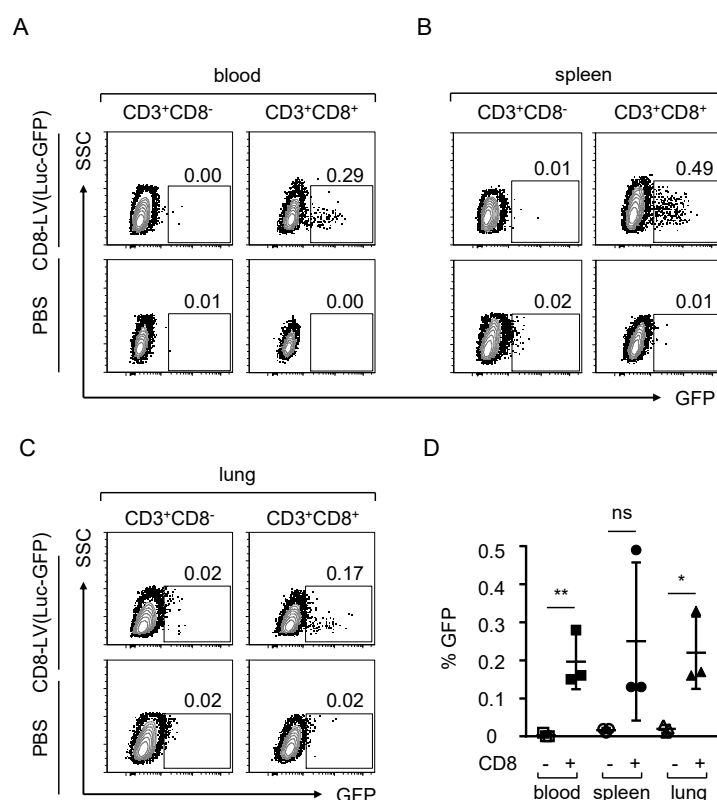 A
B
blood
spleen
CD3⁺CD8⁻ CD3⁺CD8⁺
CD3⁺CD8⁻ CD3⁺CD8⁺
CD8-LV(Luc-GFP)
SSC
0.00
0.29
0.01
0.49
PBS
0.01
0.00
0.02
0.01
GFP
C
lung
CD3⁺CD8⁻ CD3⁺CD8⁺
CD8-LV(Luc-GFP)
SSC
0.02
0.17
PBS
0.02
0.02
GFP
D
ns
**
*
% GFP
0.5
0.4
0.3
0.2
0.1
0
CD8 - + - + - +
blood spleen lung